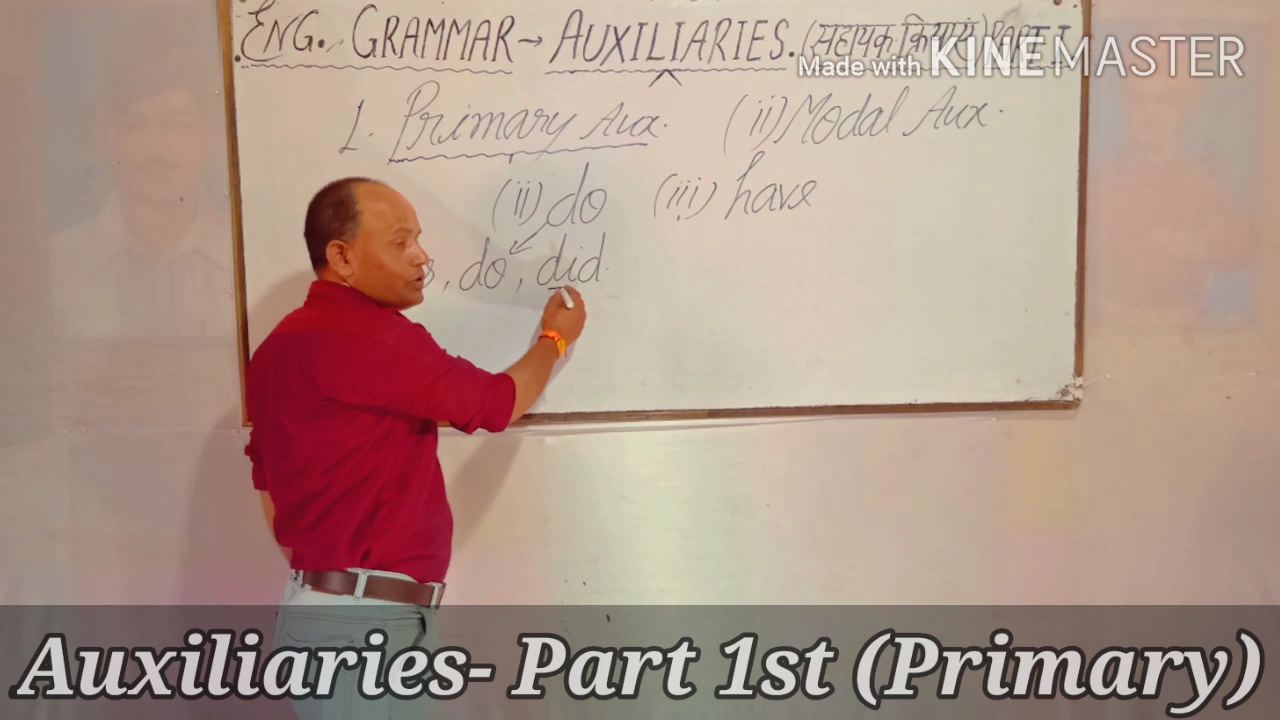 ENG. GRAMMAR → AUXILIARIES. (सहायक क्रियाएं) PART I
Made with KINEMASTER
1. Primary Aux. (ii) Modal Aux.
(ii) do (iii) have
, do, did.
Auxiliaries- Part 1st (Primary)